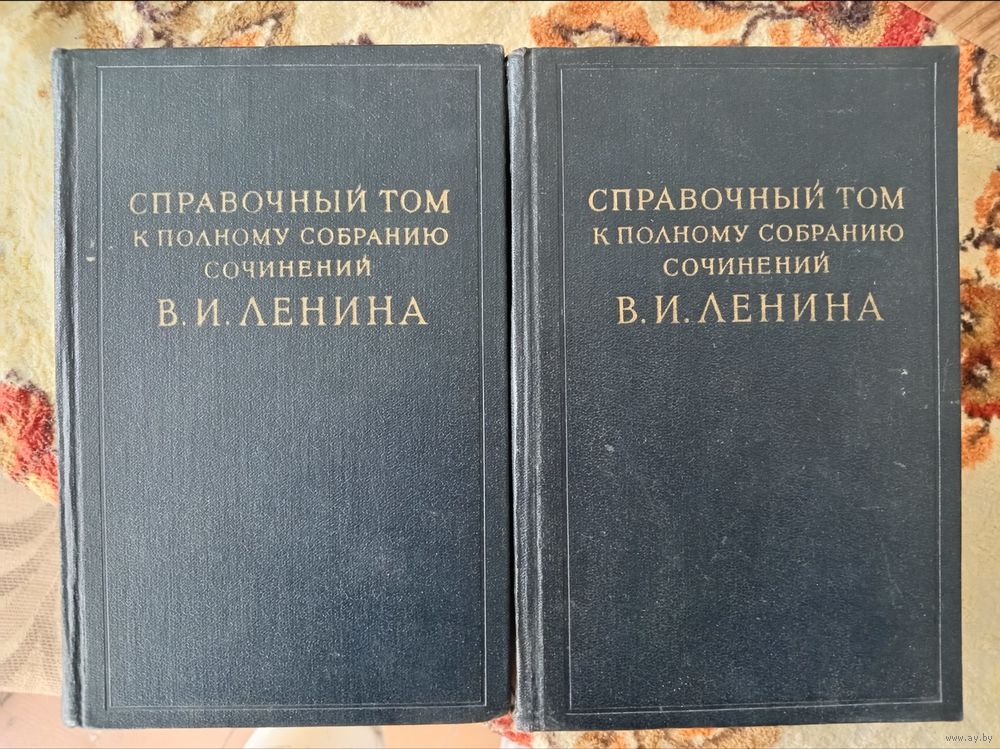 СПРАВОЧНЫЙ ТОМ
К ПОЛНОМУ СОБРАНИЮ
СОЧИНЕНИЙ
В. И. ЛЕНИНА
СПРАВОЧНЫЙ ТОМ
К ПОЛНОМУ СОБРАНИЮ
СОЧИНЕНИЙ
В. И. ЛЕНИНА
www.ay.by